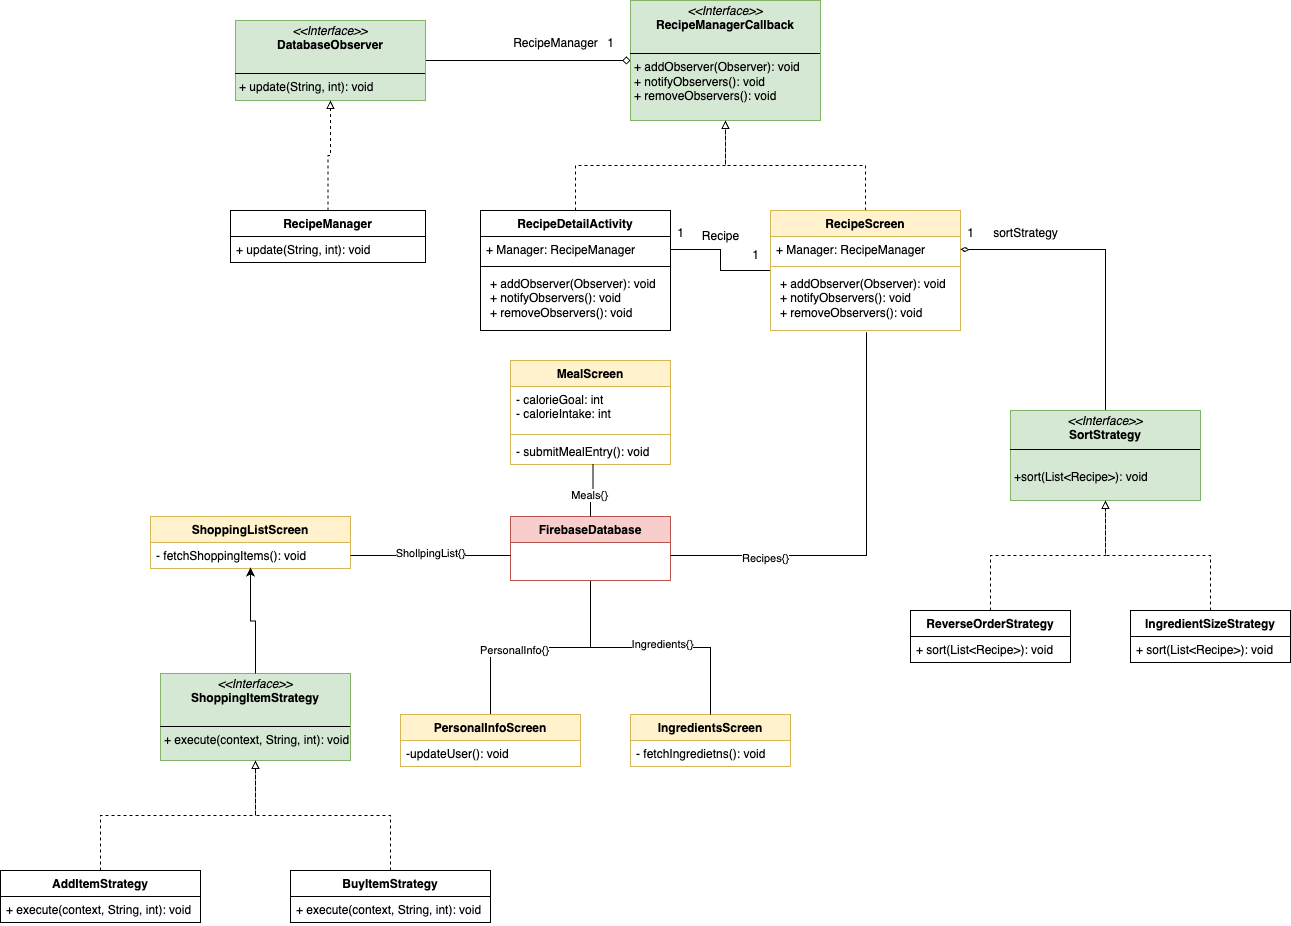 <<Interface>>
DatabaseObserver
+ update(String, int): void
RecipeManager 1
<<Interface>>
RecipeManagerCallback
+ addObserver(Observer): void
+ notifyObservers(): void
+ removeObservers(): void
RecipeManager
+ update(String, int): void
RecipeDetailActivity
+ Manager: RecipeManager
+ addObserver(Observer): void
+ notifyObservers(): void
+ removeObservers(): void
1
Recipe
1
RecipeScreen
+ Manager: RecipeManager
+ addObserver(Observer): void
+ notifyObservers(): void
+ removeObservers(): void
1
sortStrategy
MealScreen
- calorieGoal: int
- calorieIntake: int
- submitMealEntry(): void
Meals{}
<<Interface>>
SortStrategy
+sort(List<Recipe>): void
ShoppingListScreen
- fetchShoppingItems(): void
ShollpingList{}
FirebaseDatabase
Recipes{}
ReverseOrderStrategy
+ sort(List<Recipe>): void
IngredientSizeStrategy
+ sort(List<Recipe>): void
PersonalInfo{}
Ingredients{}
<<Interface>>
ShoppingItemStrategy
+ execute(context, String, int): void
PersonalInfoScreen
-updateUser(): void
IngredientsScreen
- fetchIngredietns(): void
AddItemStrategy
+ execute(context, String, int): void
BuyItemStrategy
+ execute(context, String, int): void